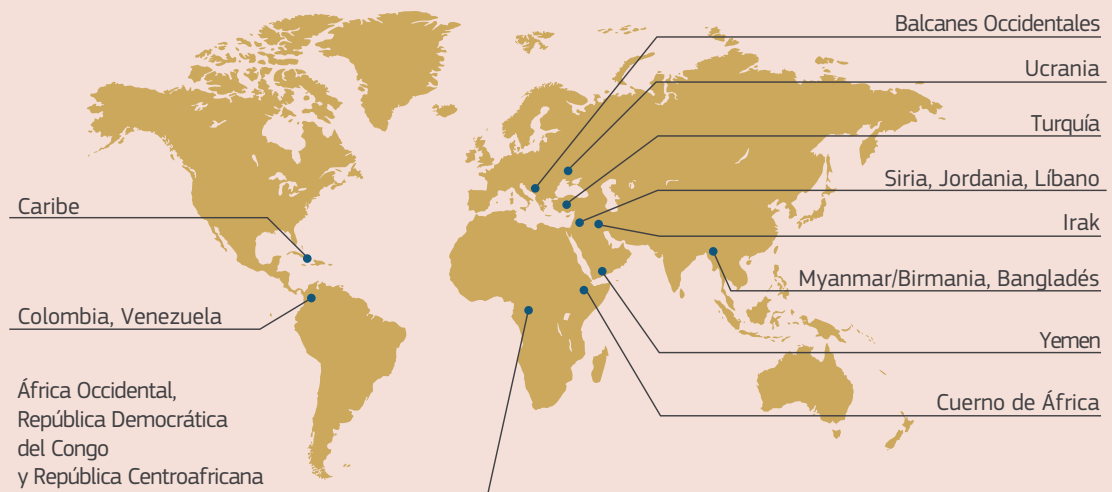 Balcanes Occidentales
Ucrania
Turquía
Siria, Jordania, Líbano
Caribe
Irak
Myanmar/Birmania, Bangladés
Colombia, Venezuela
Yemen
África Occidental,
República Democrática
del Congo
y República Centroafricana
Cuerno de África